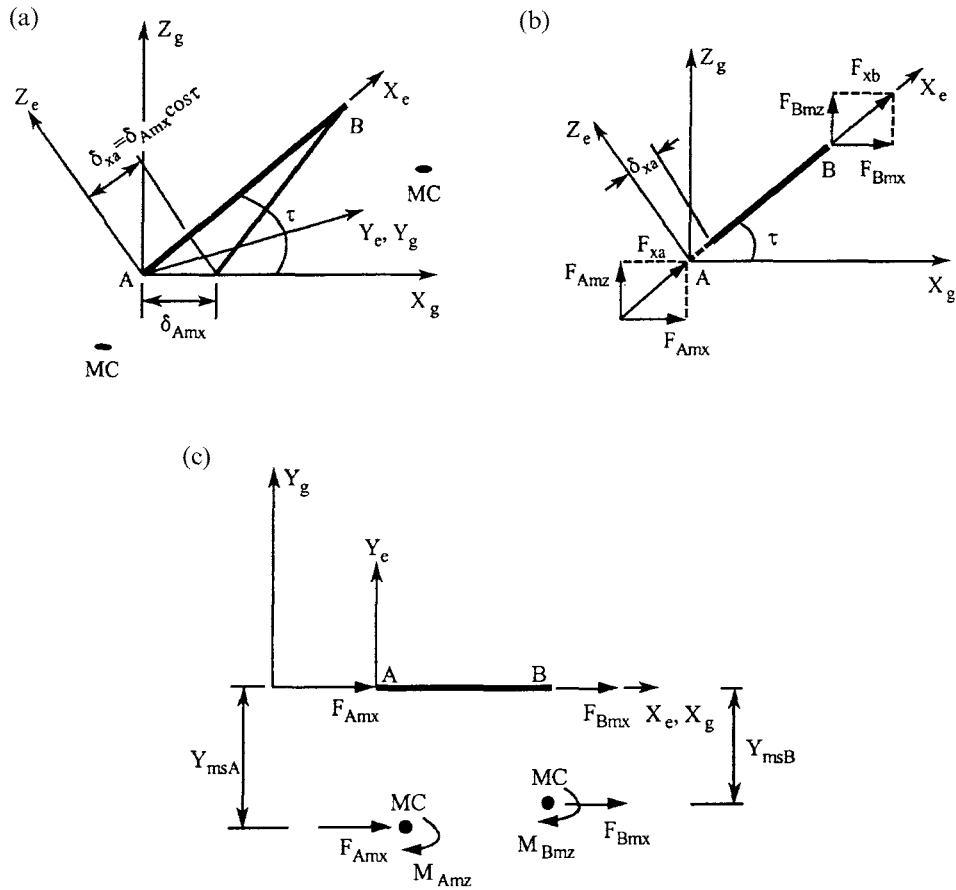 (a)
Z_g
Z_e
δ_xa=δ_Amx cosτ
X_e
B
MC
τ
Y_e, Y_g
A
X_g
δ_Amx
MC
(b)
Z_g
F_xb
X_e
Z_e
F_Bmz
δ_xa
B
F_Bmx
F_xa
τ
F_Amz
A
X_g
F_Amx
(c)
Y_g
Y_e
A
B
F_Amx
F_Bmx
X_e, X_g
Y_msA
Y_msB
MC
MC
F_Amx
M_Bmz
F_Bmx
M_Amz